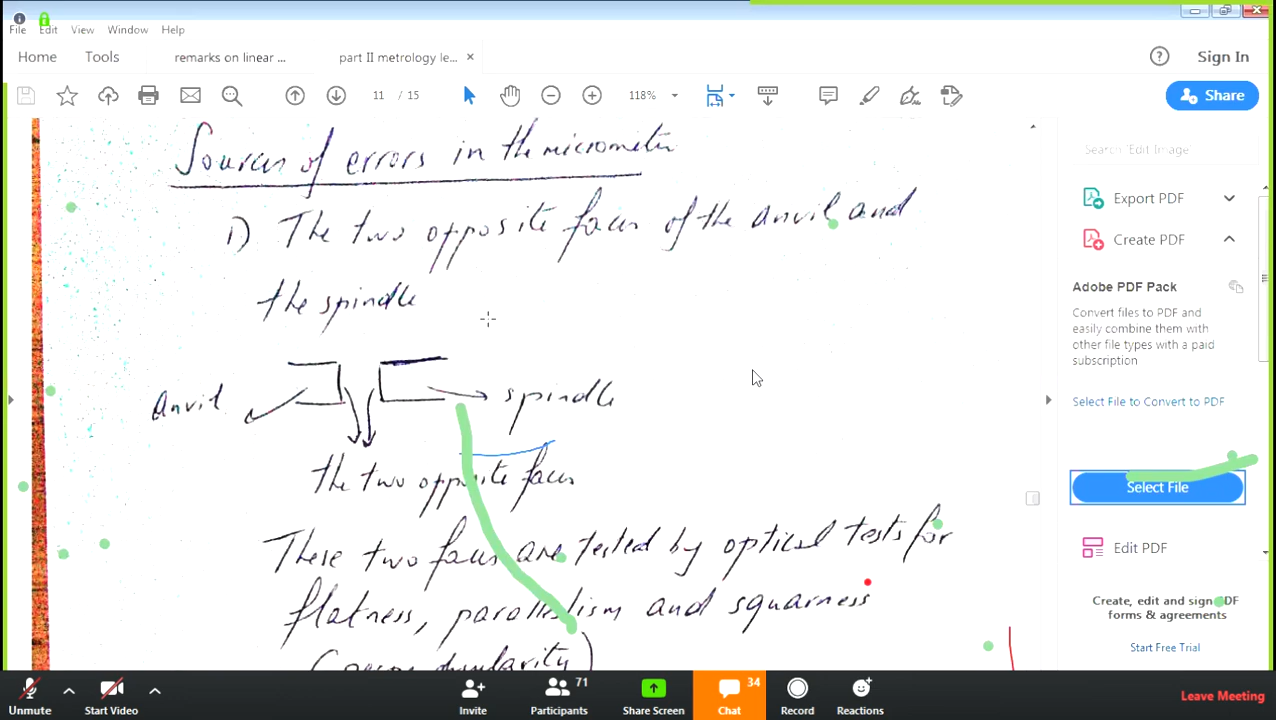 File Edit View Window Help
Home Tools remarks on linear ... part II metrology le... × Sign In
11 / 15 118% Share
Sources of errors in the micrometer
Search 'Edit Image'
Export PDF
i) The two opposite faces of the anvil and
Create PDF
the spindle
Adobe PDF Pack
Convert files to PDF and
easily combine them with
other file types with a paid
subscription
anvil spindle
Select File to Convert to PDF
the two opposite faces
Select File
These two faces are tested by optical tests for
Edit PDF
flatness, parallelism and squarness
Create, edit and sign PDF
forms & agreements
Start Free Trial
71 34
Unmute Start Video Invite Participants Share Screen Chat Record Reactions Leave Meeting